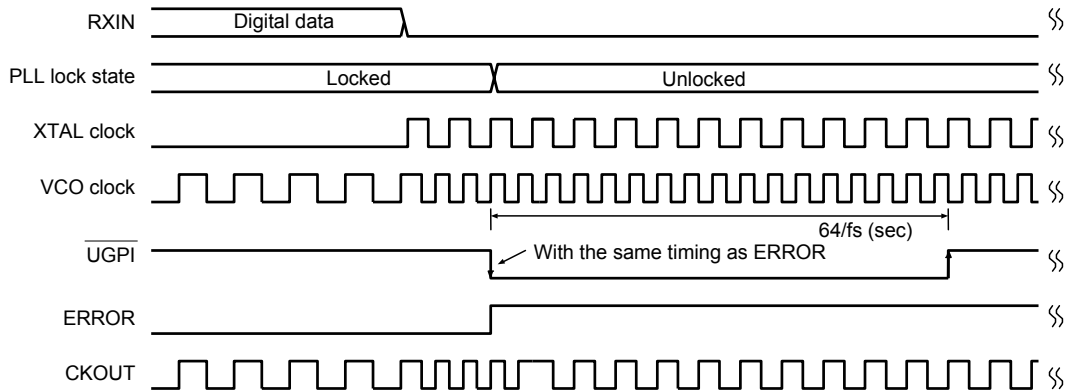 RXIN
Digital data
PLL lock state
Locked
Unlocked
XTAL clock
VCO clock
64/fs (sec)
UGPI
With the same timing as ERROR
ERROR
CKOUT